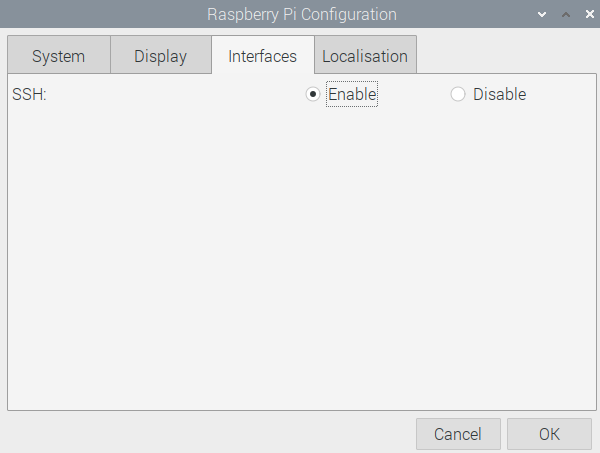 Raspberry Pi Configuration
System Display Interfaces Localisation
SSH: Enable Disable
Cancel OK